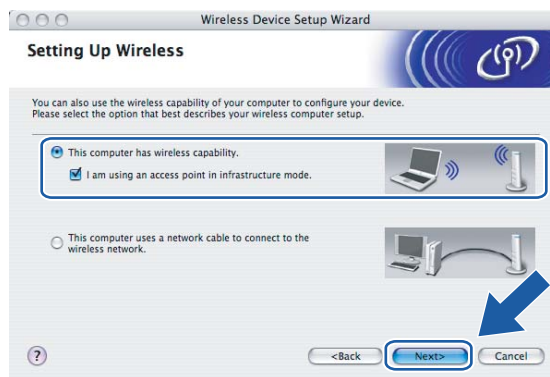 Wireless Device Setup Wizard
Setting Up Wireless
You can also use the wireless capability of your computer to configure your device.
Please select the option that best describes your wireless computer setup.
This computer has wireless capability.
I am using an access point in infrastructure mode.
This computer uses a network cable to connect to the
wireless network.
?
<Back
Next>
Cancel